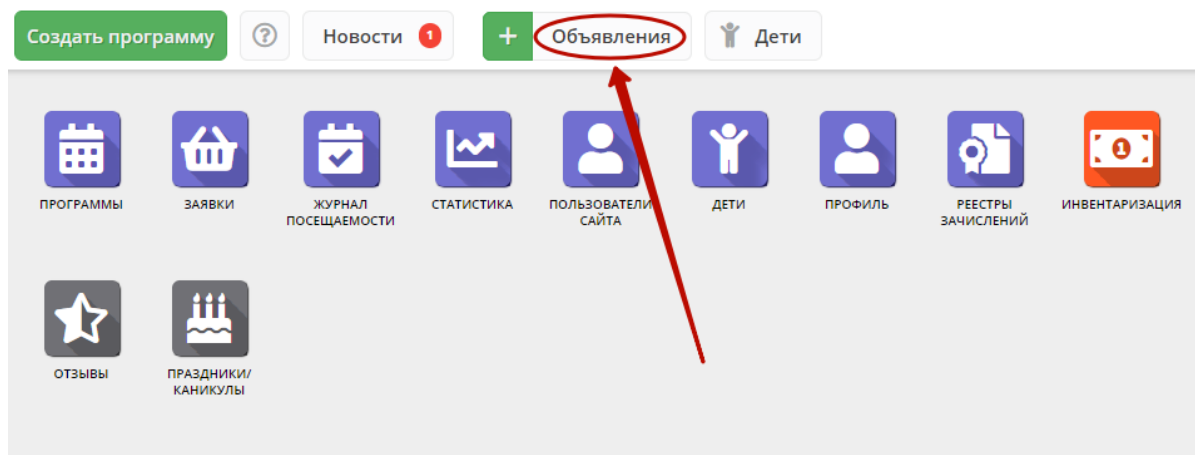 Создать программу ? Новости 1 + Объявления Дети
ПРОГРАММЫ
ЗАЯВКИ
ЖУРНАЛ
ПОСЕЩАЕМОСТИ
СТАТИСТИКА
ПОЛЬЗОВАТЕЛИ
САЙТА
ДЕТИ
ПРОФИЛЬ
РЕЕСТРЫ
ЗАЧИСЛЕНИЙ
1
ИНВЕНТАРИЗАЦИЯ
ОТЗЫВЫ
ПРАЗДНИКИ/
КАНИКУЛЫ